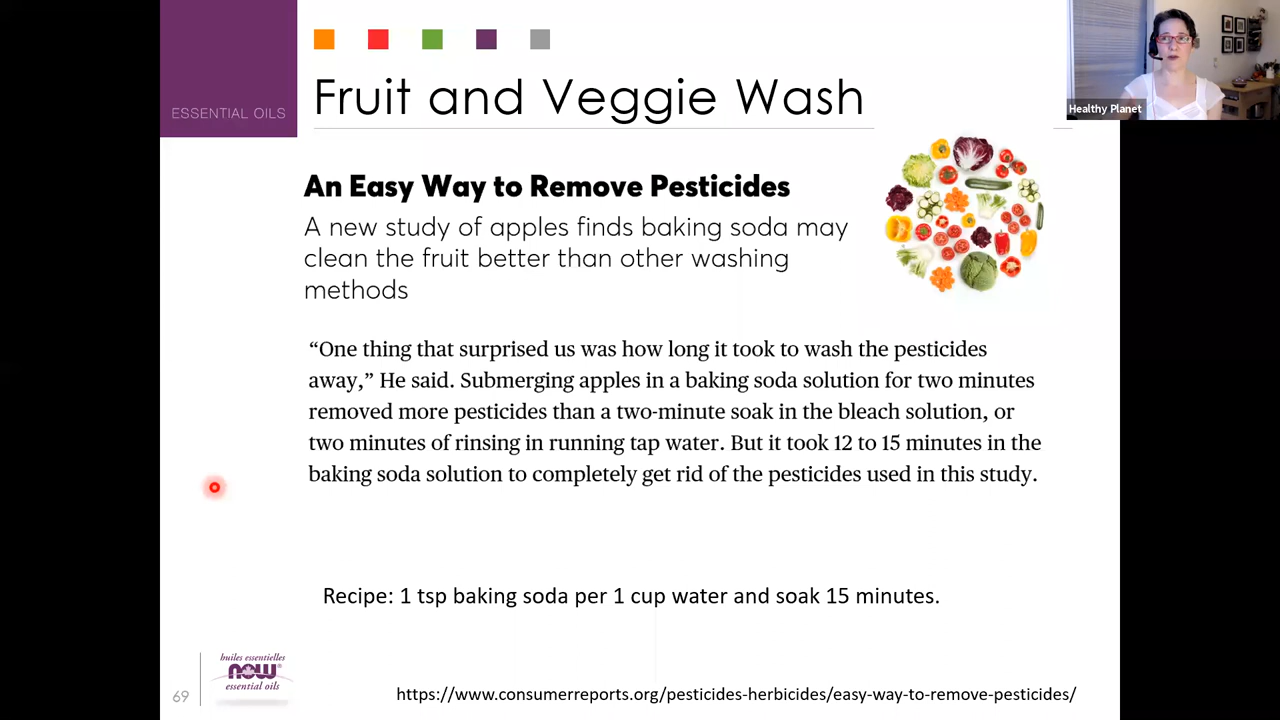 ESSENTIAL OILS
Fruit and Veggie Wash
Healthy Planet
An Easy Way to Remove Pesticides
A new study of apples finds baking soda may
clean the fruit better than other washing
methods
“One thing that surprised us was how long it took to wash the pesticides
away,” He said. Submerging apples in a baking soda solution for two minutes
removed more pesticides than a two-minute soak in the bleach solution, or
two minutes of rinsing in running tap water. But it took 12 to 15 minutes in the
baking soda solution to completely get rid of the pesticides used in this study.
Recipe: 1 tsp baking soda per 1 cup water and soak 15 minutes.
69
huiles essentielles
NOW®
essential oils
https://www.consumerreports.org/pesticides-herbicides/easy-way-to-remove-pesticides/